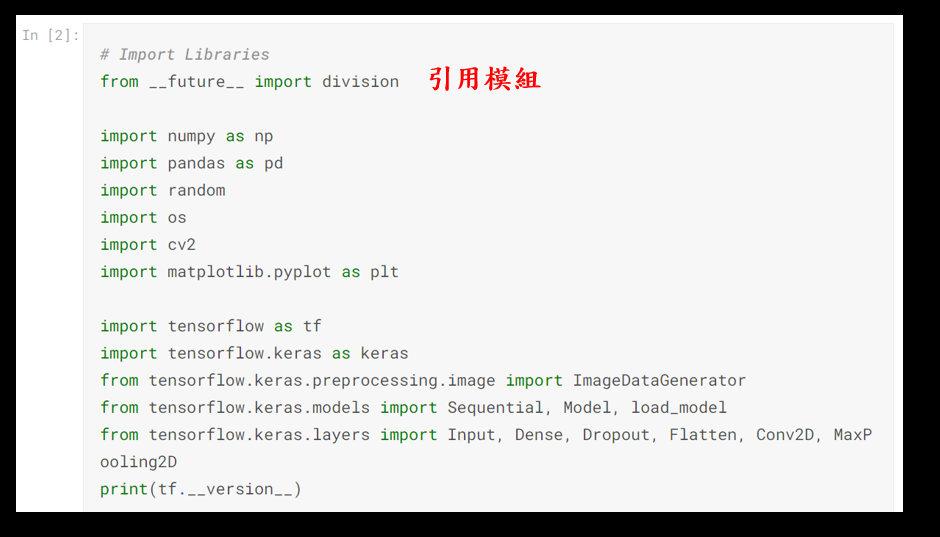 In [2]:
# Import Libraries
from __future__ import division 引用模組
import numpy as np
import pandas as pd
import random
import os
import cv2
import matplotlib.pyplot as plt
import tensorflow as tf
import tensorflow.keras as keras
from tensorflow.keras.preprocessing.image import ImageDataGenerator
from tensorflow.keras.models import Sequential, Model, load_model
from tensorflow.keras.layers import Input, Dense, Dropout, Flatten, Conv2D, MaxP
ooling2D
print(tf.__version__)